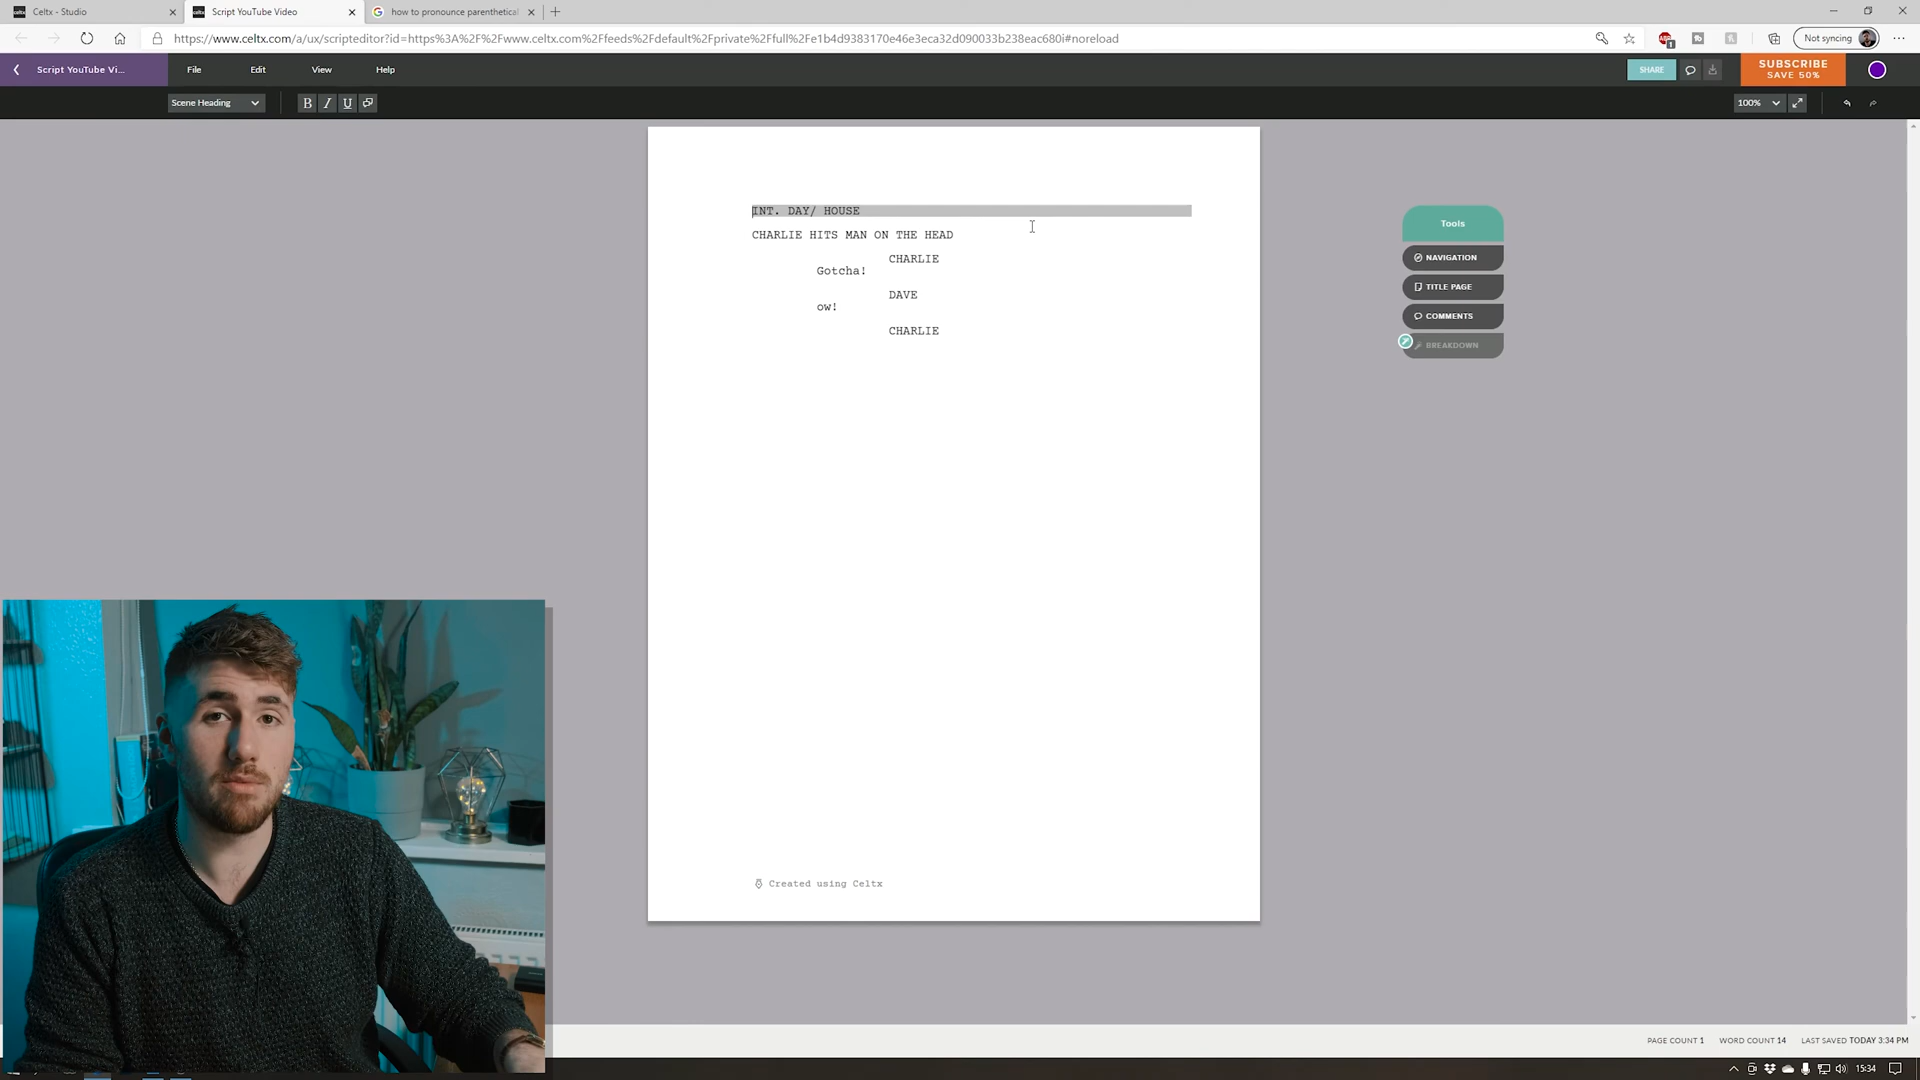 Celtx - Studio
Script YouTube Video
how to pronounce parenthetical
https://www.celtx.com/a/ux/scripteditor?id=https%3A%2F%2Fwww.celtx.com%2ffeeds%2Fdefault%2Fprivate%2Ffull%2Fe1b4d9383170e46e3eca32d090033b238eac680i#noreload
Not syncing
Script YouTube Vi...
File
Edit
View
Help
SHARE
SUBSCRIBE
SAVE 50%
Scene Heading
B
I
U
100%
INT. DAY/ HOUSE
CHARLIE HITS MAN ON THE HEAD
CHARLIE
Gotcha!
DAVE
ow!
CHARLIE
Tools
NAVIGATION
TITLE PAGE
COMMENTS
BREAKDOWN
Created using Celtx
PAGE COUNT 1
WORD COUNT 14
LAST SAVED TODAY 3:34 PM
15:34